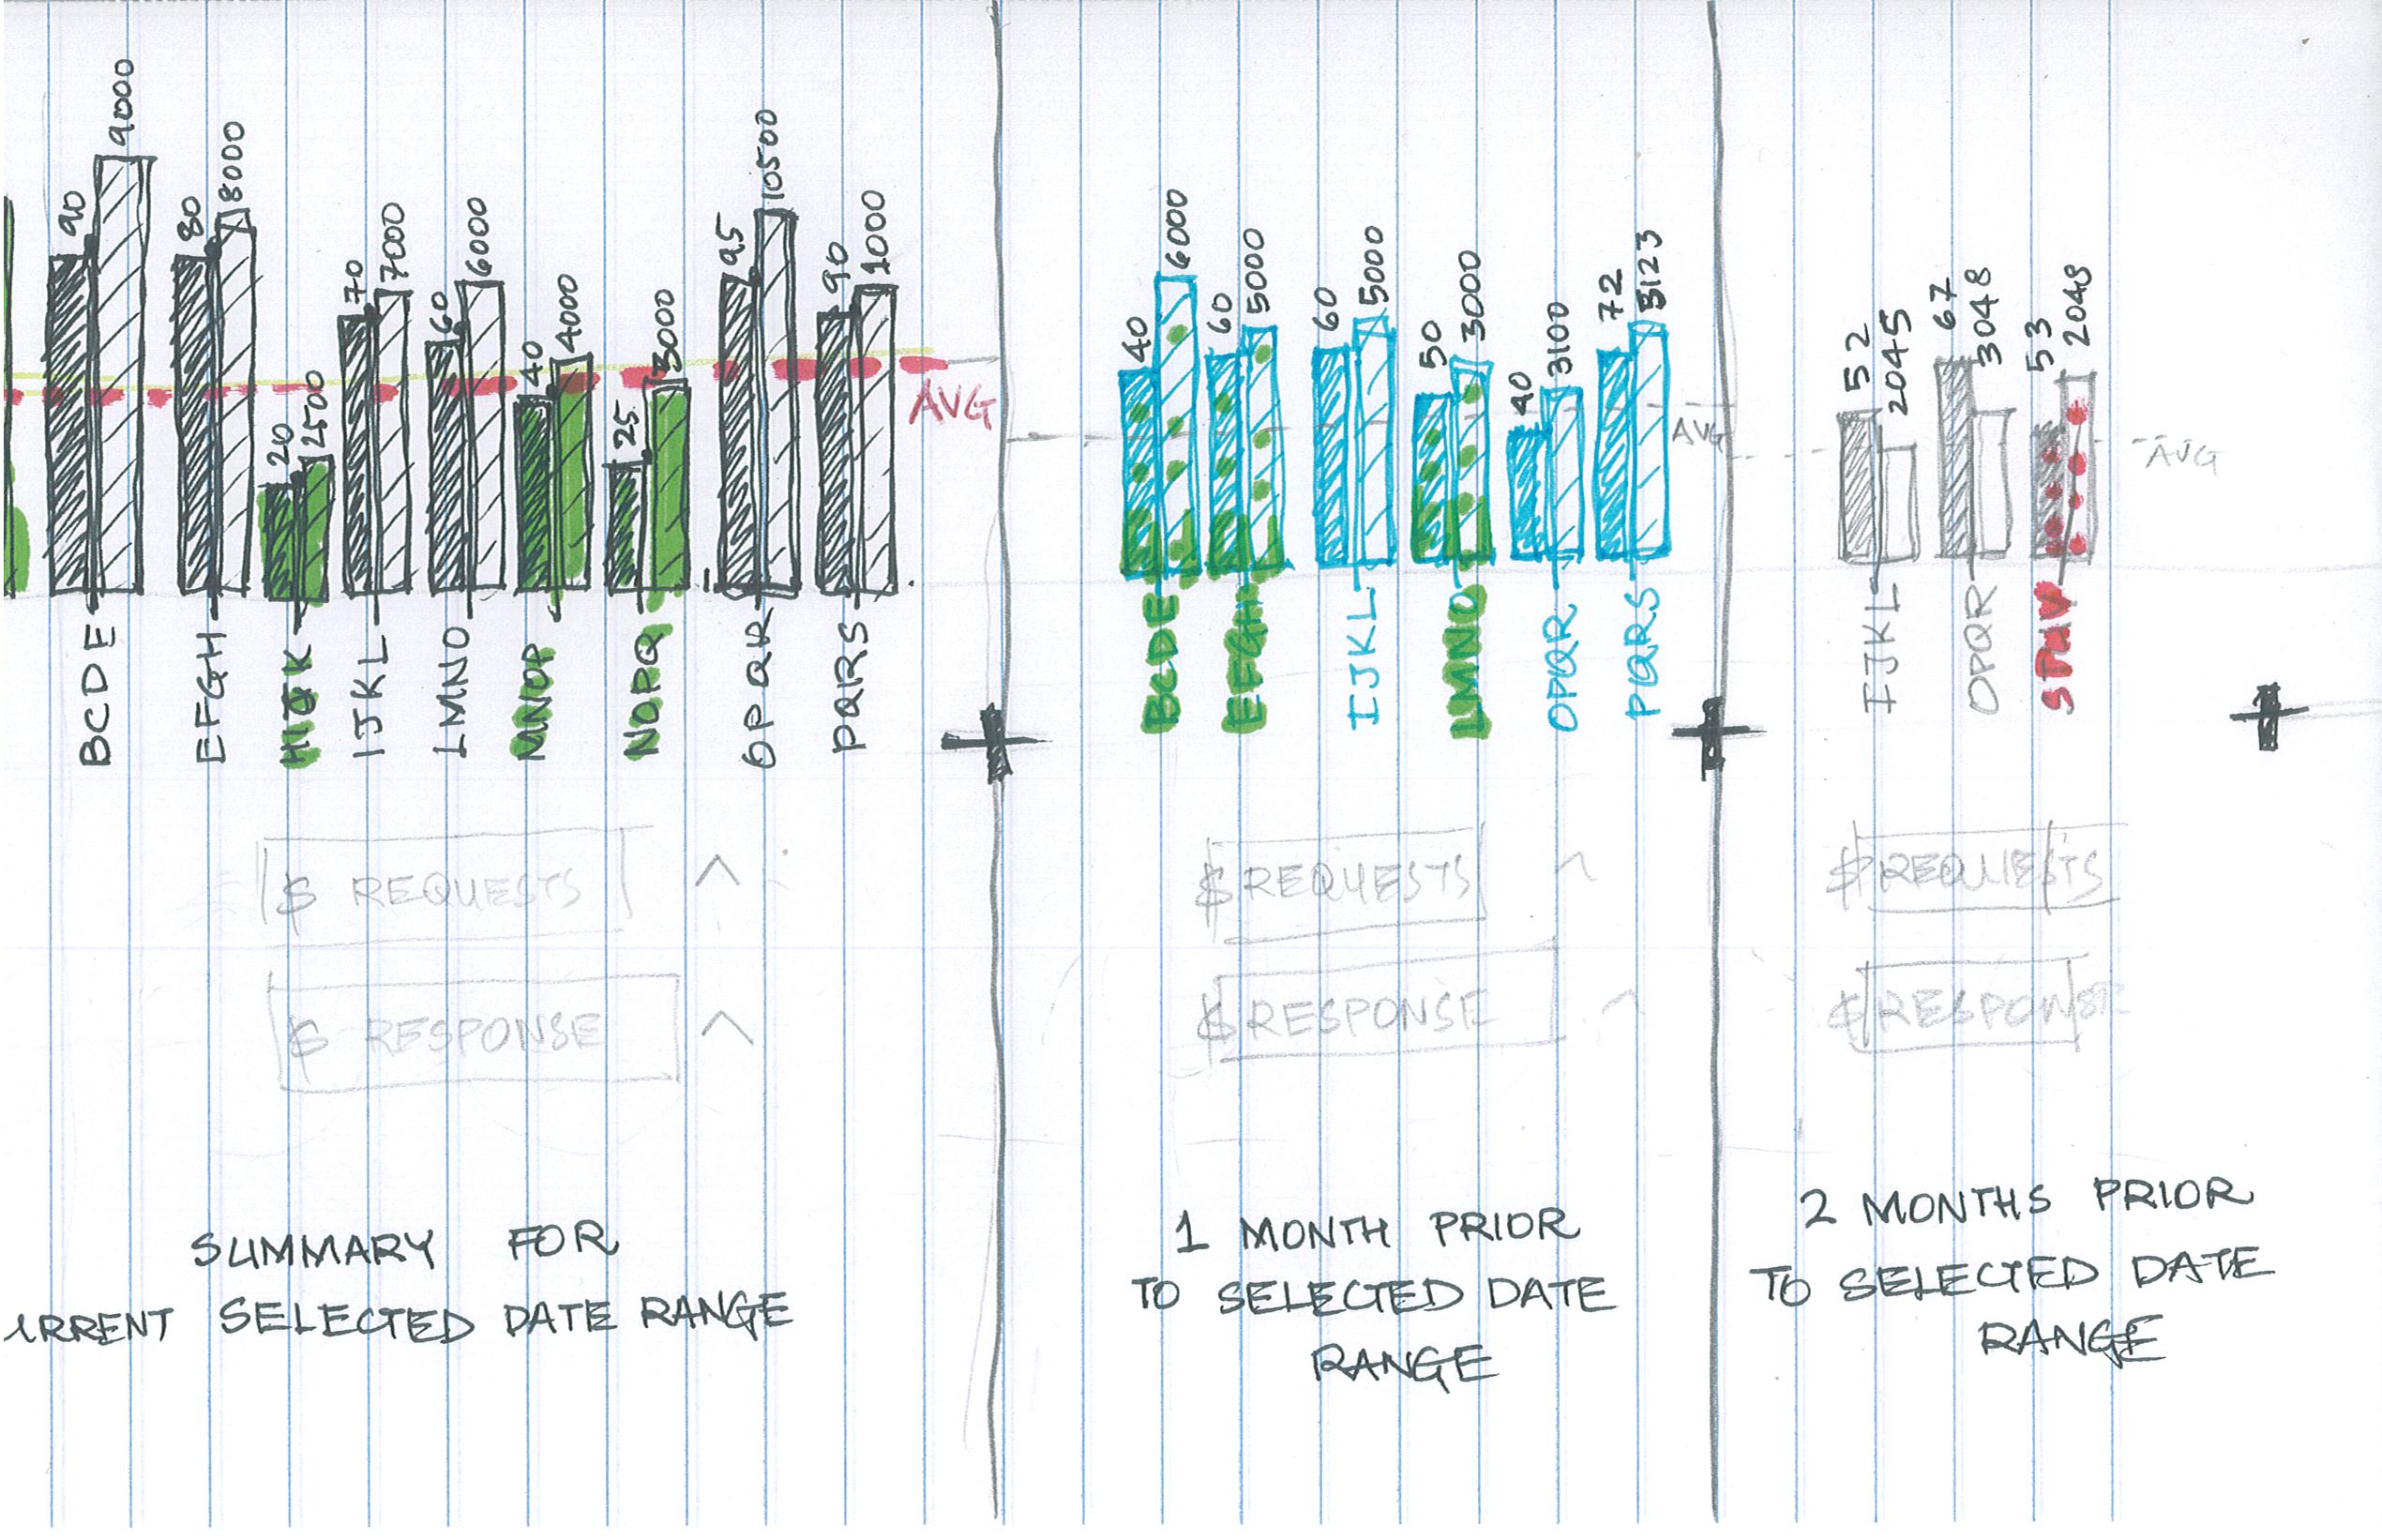 90 9000 80 8000 20 2500 70 7000 60 6000 40 4000 25 3000 95 10500 90 1000
AVG
BCDE EFGH HIJK IJKL LMNO MNOP NOPQ OPQR PQRS
$ REQUESTS ^
$ RESPONSE ^
SUMMARY FOR
URRENT SELECTED DATE RANGE
40 6000 60 5000 60 5000 50 3000 40 3100 72 5123
AVG
BCDE EFGH IJKL LMNO OPQR PQRS
$ REQUESTS ^
$ RESPONSE ^
1 MONTH PRIOR
TO SELECTED DATE
RANGE
52 2045 67 3048 53 2048
AVG
IJKL OPQR
$ REQUESTS
$ RESPONSE
2 MONTHS PRIOR
TO SELECTED DATE
RANGE